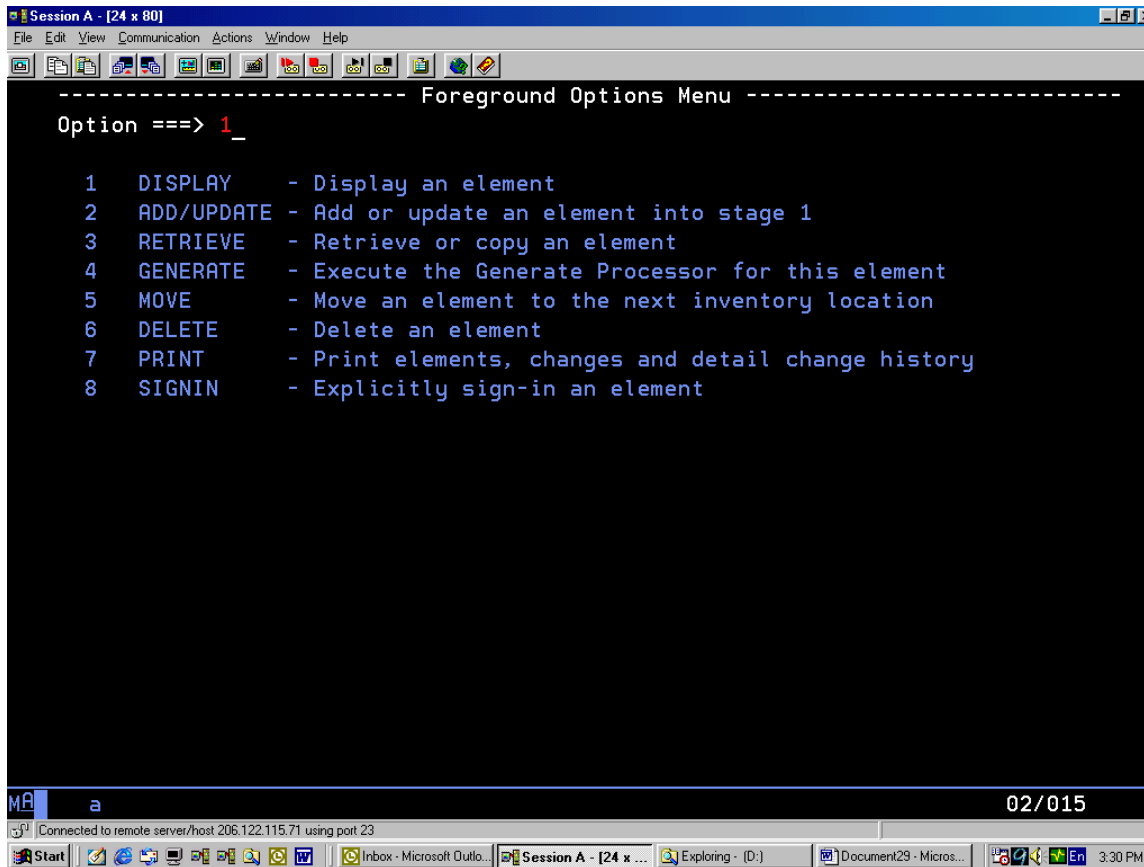 Session A - [24 x 80]
File Edit View Communication Actions Window Help
-------------------------- Foreground Options Menu ----------------------------
Option ===> 1_
1 DISPLAY - Display an element
2 ADD/UPDATE - Add or update an element into stage 1
3 RETRIEVE - Retrieve or copy an element
4 GENERATE - Execute the Generate Processor for this element
5 MOVE - Move an element to the next inventory location
6 DELETE - Delete an element
7 PRINT - Print elements, changes and detail change history
8 SIGNIN - Explicitly sign-in an element
MA a 02/015
Connected to remote server/host 206.122.115.71 using port 23
Start Inbox - Microsoft Outlo... Session A - [24 x ... Exploring - (D:) Document29 - Micros... En 3:30 PM